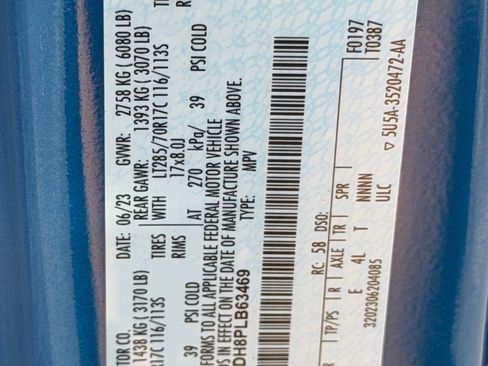 TOR CO. DATE: 06/23 GVWR: 2758 KG ( 6080 LB)
1438 KG ( 3170 LB) REAR GAWR: 1393 KG ( 3070 LB)
R17C 116/113S TIRES WITH LT285/70R17C 116/113S
RIMS 17x8.0J
39 PSI COLD AT 270 kPa/ 39 PSI COLD
FORMS TO ALL APPLICABLE FEDERAL MOTOR VEHICLE
DS IN EFFECT ON THE DATE OF MANUFACTURE SHOWN ABOVE.
DH8PLB63469 TYPE: MPV
F0197
T0387
RC: 58 DSO:
TP/PS R AXLE TR SPR
E 4L T NNNN
3202306204085 ULC ▽ 5U5A-3520472-AA